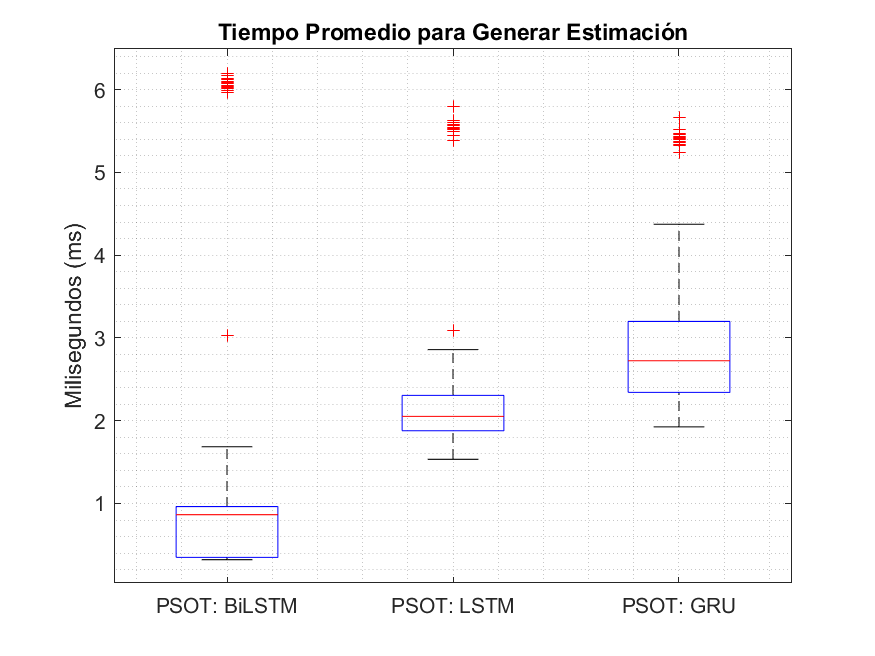 Tiempo Promedio para Generar Estimación
Milisegundos (ms)
6
5
4
3
2
1
PSOT: BiLSTM PSOT: LSTM PSOT: GRU